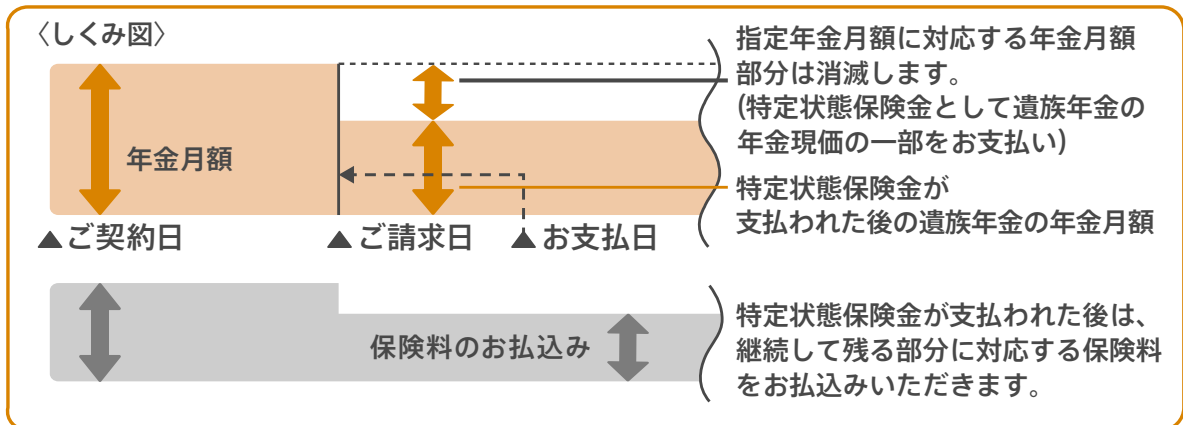 〈しくみ図〉
年金月額
▲ご契約日
▲ご請求日
▲お支払日
指定年金月額に対応する年金月額
部分は消滅します。
(特定状態保険金として遺族年金の
年金現価の一部をお支払い)
特定状態保険金が
支払われた後の遺族年金の年金月額
保険料のお払込み
特定状態保険金が支払われた後は、
継続して残る部分に対応する保険料
をお払込みいただきます。